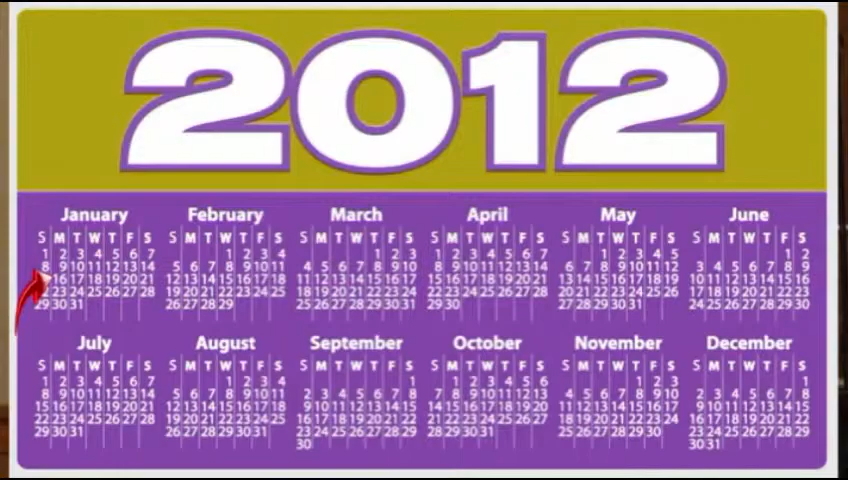 2012
January February March April May June
S M T W T F S S M T W T F S S M T W T F S S M T W T F S S M T W T F S S M T W T F S
1 2 3 4 5 6 7 1 2 3 4 1 2 3 1 2 3 4 5 6 7 1 2 3 4 5 1 2
8 9 10 11 12 13 14 5 6 7 8 9 10 11 4 5 6 7 8 9 10 8 9 10 11 12 13 14 6 7 8 9 10 11 12 3 4 5 6 7 8 9
16 17 18 19 20 21 12 13 14 15 16 17 18 11 12 13 14 15 16 17 15 16 17 18 19 20 21 13 14 15 16 17 18 19 10 11 12 13 14 15 16
22 23 24 25 26 27 28 19 20 21 22 23 24 25 18 19 20 21 22 23 24 22 23 24 25 26 27 28 20 21 22 23 24 25 26 17 18 19 20 21 22 23
29 30 31 26 27 28 29 25 26 27 28 29 30 31 29 30 27 28 29 30 31 24 25 26 27 28 29 30
July August September October November December
S M T W T F S S M T W T F S S M T W T F S S M T W T F S S M T W T F S S M T W T F S
1 2 3 4 5 6 7 1 2 3 4 1 1 2 3 4 5 6 1 2 3 1
8 9 10 11 12 13 14 5 6 7 8 9 10 11 2 3 4 5 6 7 8 7 8 9 10 11 12 13 4 5 6 7 8 9 10 2 3 4 5 6 7 8
15 16 17 18 19 20 21 12 13 14 15 16 17 18 9 10 11 12 13 14 15 14 15 16 17 18 19 20 11 12 13 14 15 16 17 9 10 11 12 13 14 15
22 23 24 25 26 27 28 19 20 21 22 23 24 25 16 17 18 19 20 21 22 21 22 23 24 25 26 27 18 19 20 21 22 23 24 16 17 18 19 20 21 22
29 30 31 26 27 28 29 30 31 23 24 25 26 27 28 29 28 29 30 31 25 26 27 28 29 30 23 24 25 26 27 28 29
30 30 31